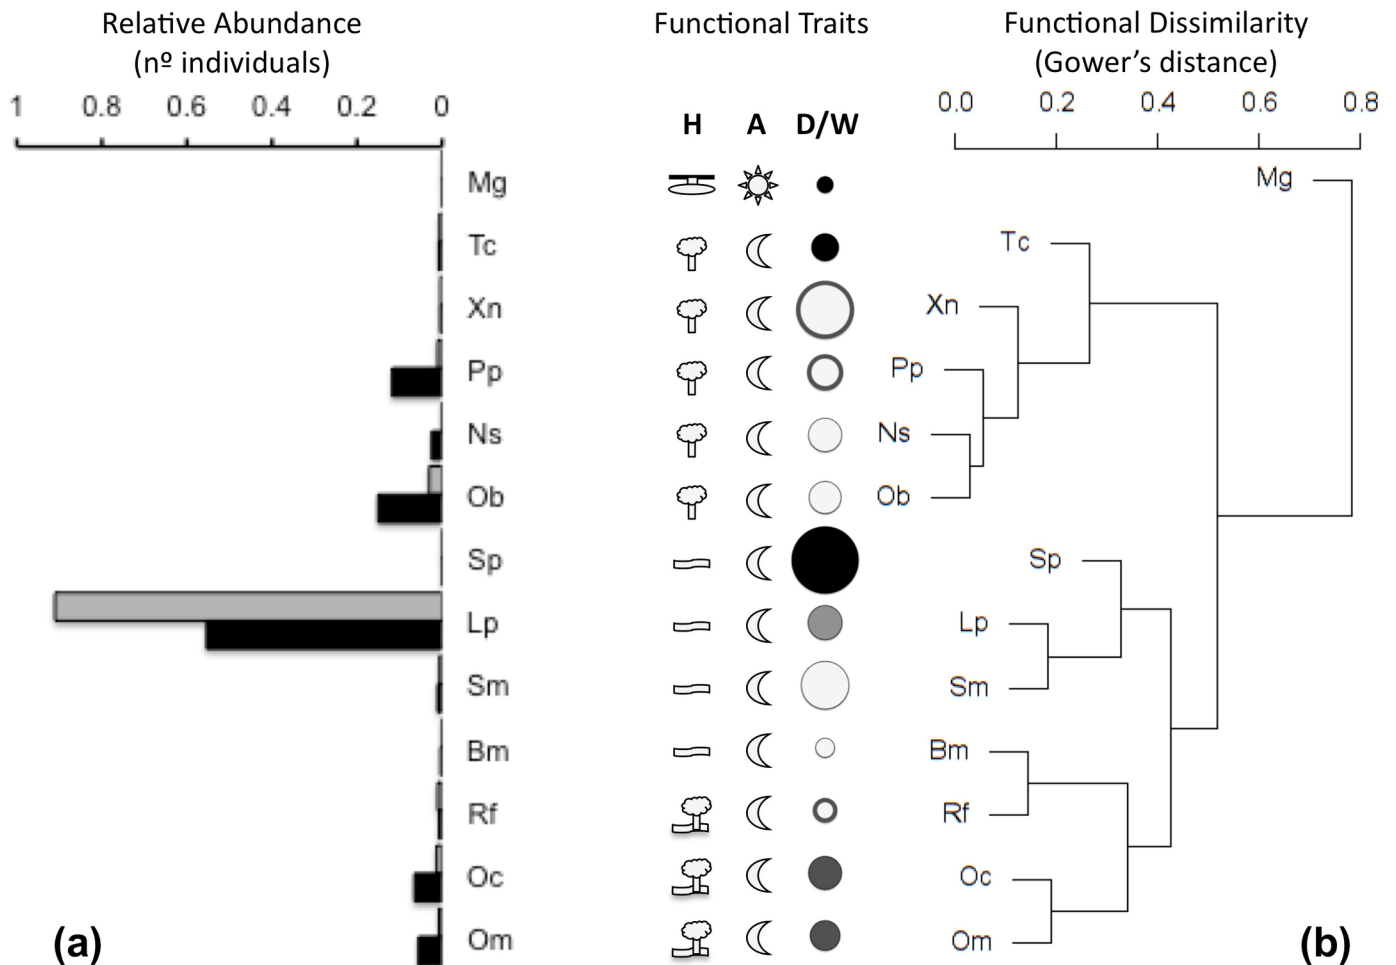 Relative Abundance
(nº individuals)
1 0.8 0.6 0.4 0.2 0
Functional Traits
H A D/W
Functional Dissimilarity
(Gower’s distance)
0.0 0.2 0.4 0.6 0.8
Mg
Tc
Xn
Pp
Ns
Ob
Sp
Lp
Sm
Bm
Rf
Oc
Om
Mg
Tc
Xn
Pp
Ns
Ob
Sp
Lp
Sm
Bm
Rf
Oc
Om
(a)
(b)